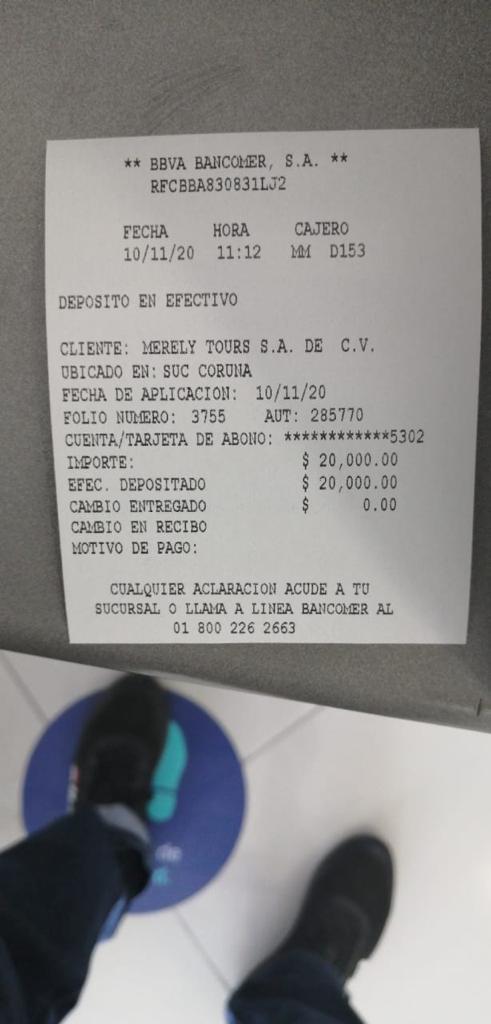 ** BBVA BANCOMER, S.A. **
RFCBBA830831LJ2
FECHA HORA CAJERO
10/11/20 11:12 MM D153
DEPOSITO EN EFECTIVO
CLIENTE: MERELY TOURS S.A. DE C.V.
UBICADO EN: SUC CORUNA
FECHA DE APLICACION: 10/11/20
FOLIO NUMERO: 3755 AUT: 285770
CUENTA/TARJETA DE ABONO: ************5302
IMPORTE: $ 20,000.00
EFEC. DEPOSITADO $ 20,000.00
CAMBIO ENTREGADO $ 0.00
CAMBIO EN RECIBO
MOTIVO DE PAGO:
CUALQUIER ACLARACION ACUDE A TU
SUCURSAL O LLAMA A LINEA BANCOMER AL
01 800 226 2663